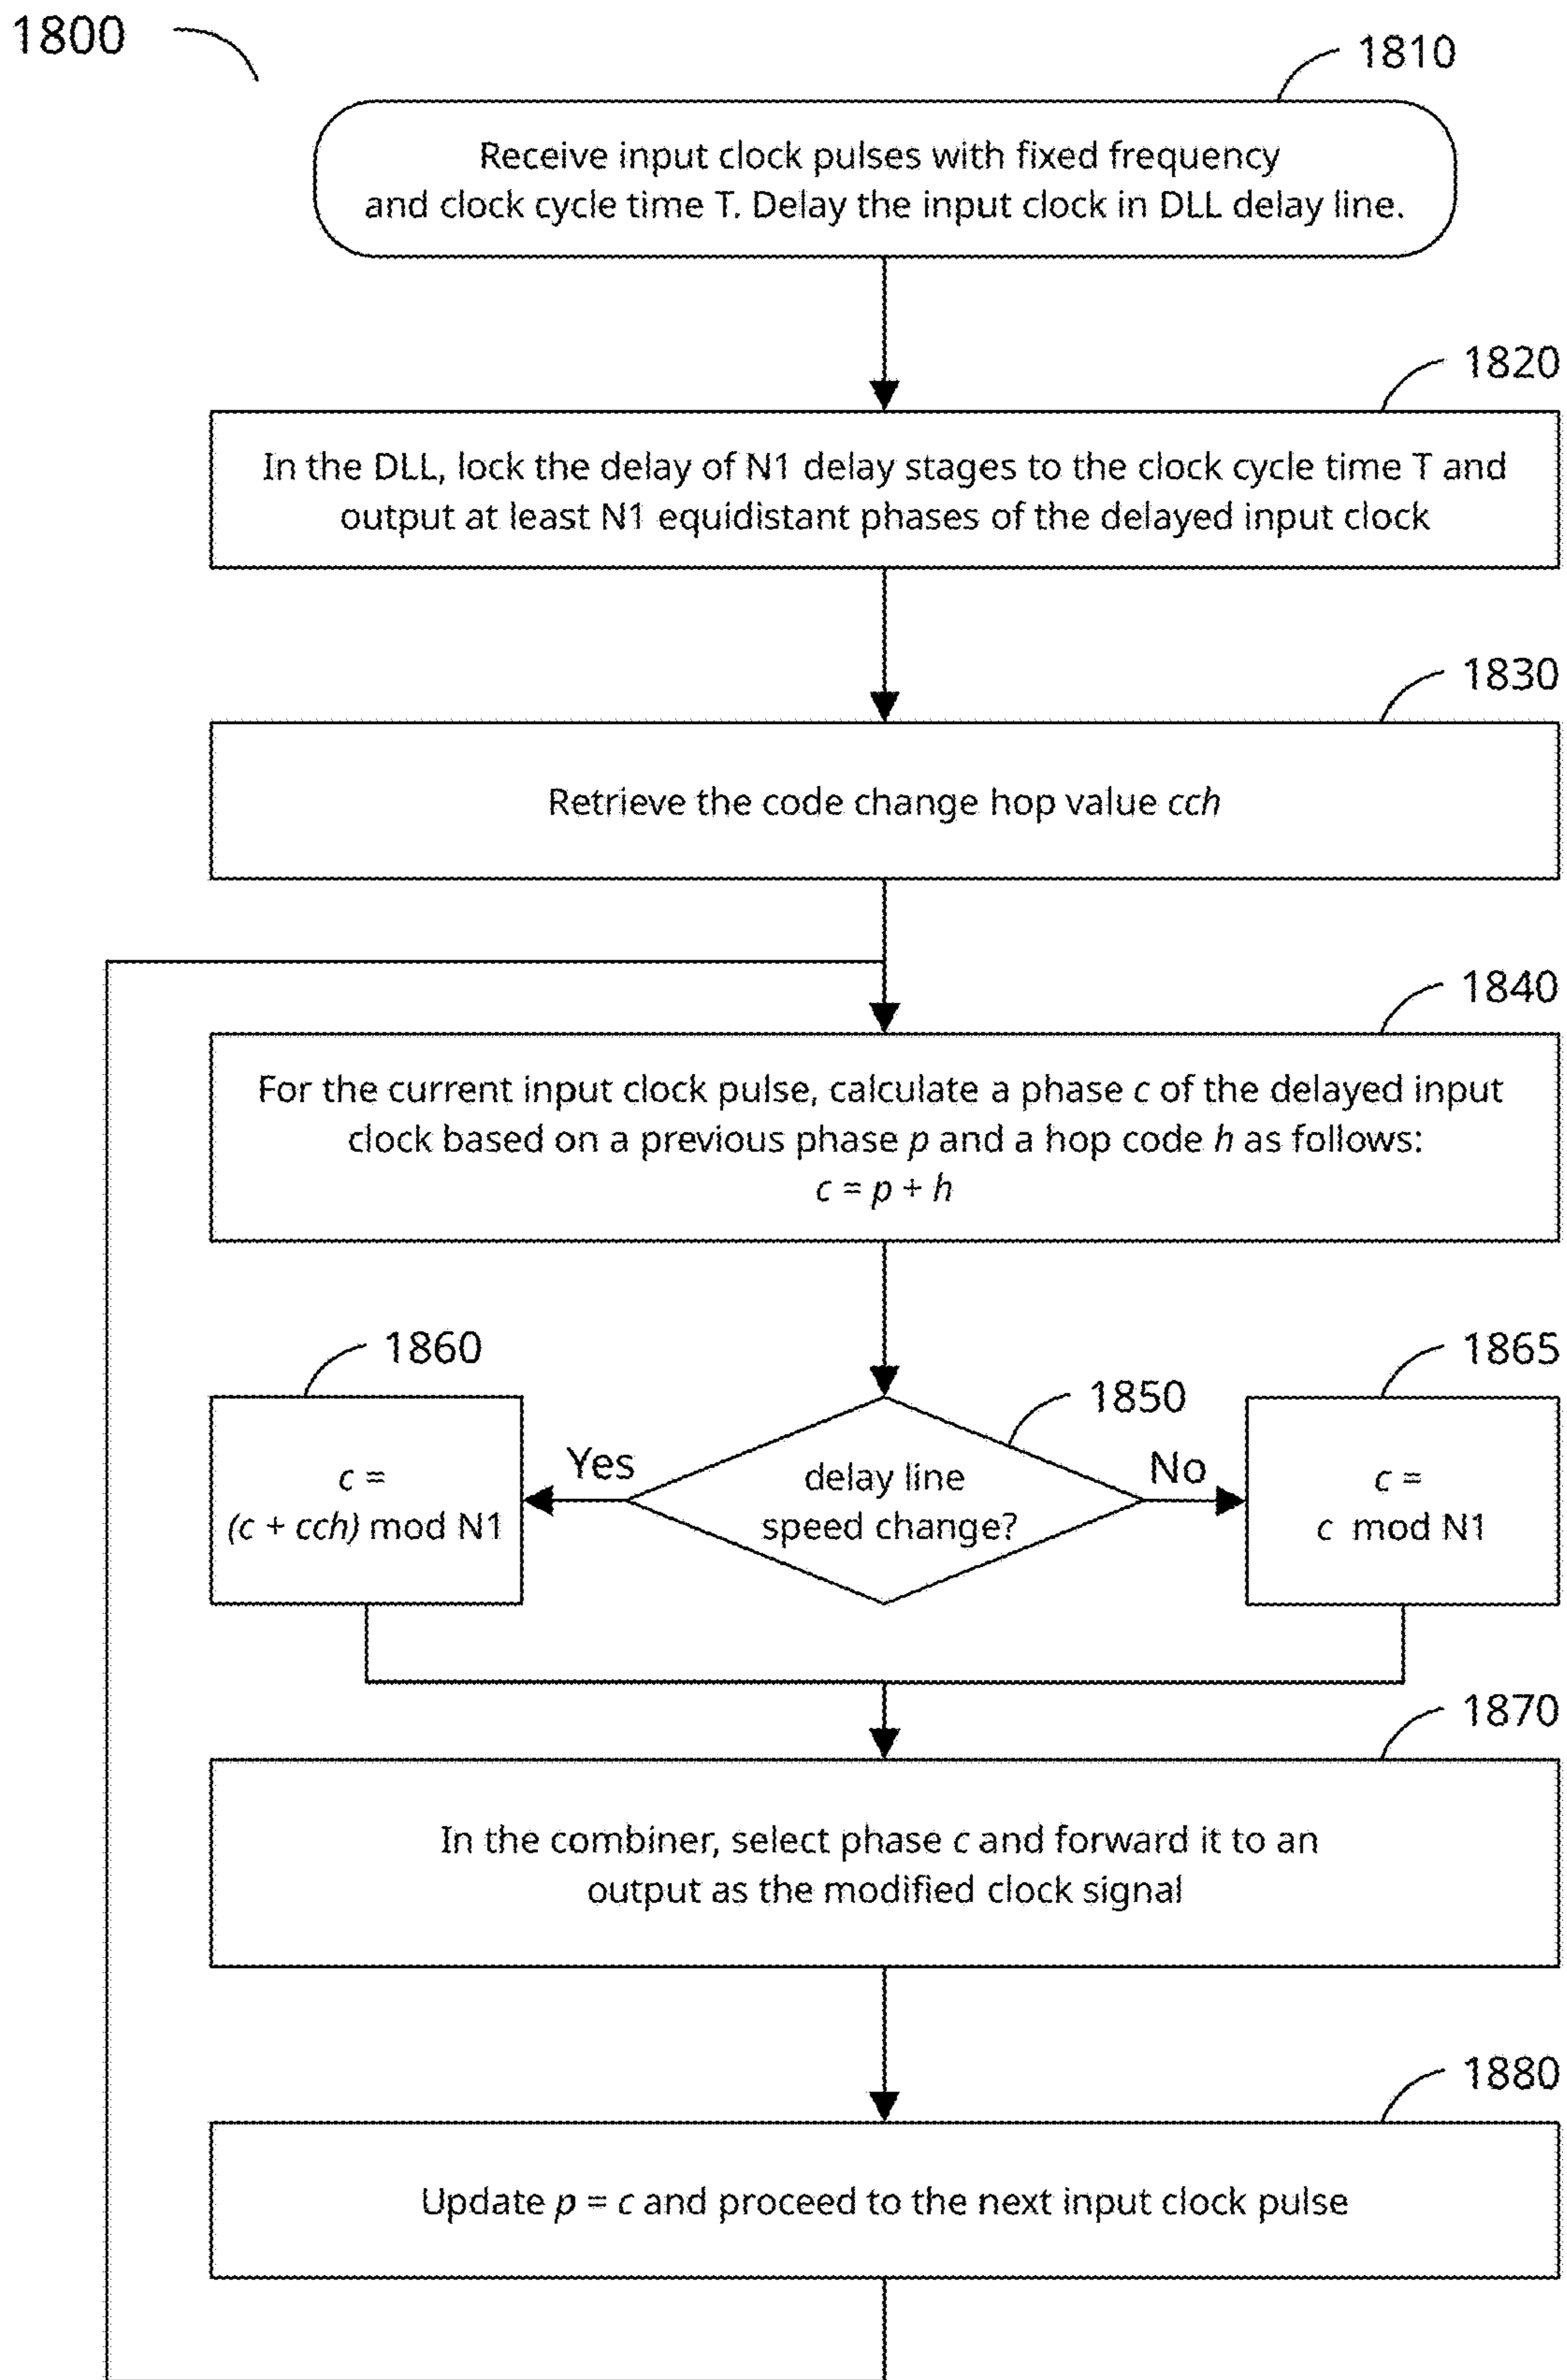 1800
1810
Receive input clock pulses with fixed frequency
and clock cycle time T. Delay the input clock in DLL delay line.
1820
In the DLL, lock the delay of N1 delay stages to the clock cycle time T and
output at least N1 equidistant phases of the delayed input clock
1830
Retrieve the code change hop value cch
1840
For the current input clock pulse, calculate a phase c of the delayed input
clock based on a previous phase p and a hop code h as follows:
c = p + h
1860
c =
(c + cch) mod N1
Yes
1850
delay line
speed change?
No
1865
c =
c mod N1
1870
In the combiner, select phase c and forward it to an
output as the modified clock signal
1880
Update p = c and proceed to the next input clock pulse